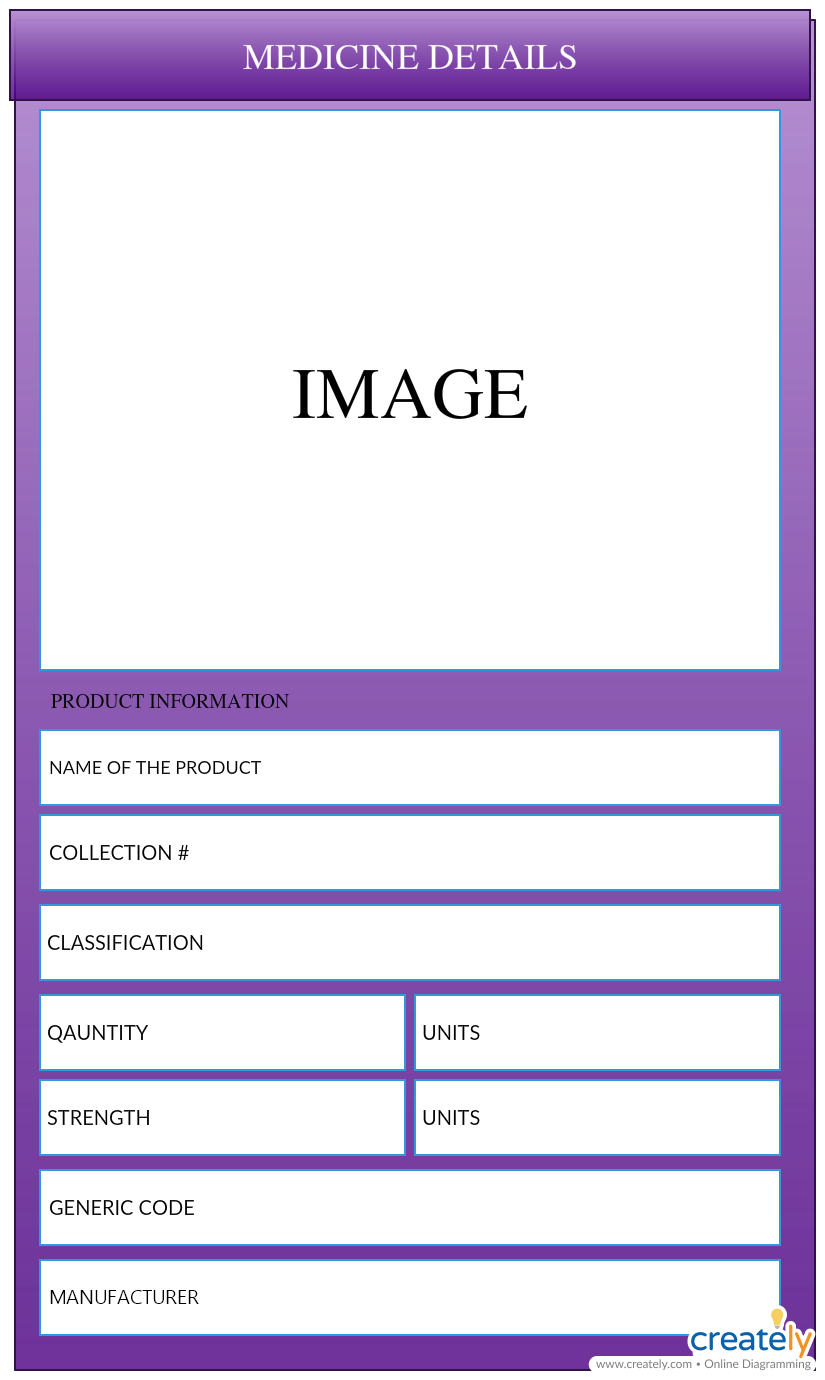 MEDICINE DETAILS
IMAGE
PRODUCT INFORMATION
NAME OF THE PRODUCT
COLLECTION #
CLASSIFICATION
QAUNTITY
UNITS
STRENGTH
UNITS
GENERIC CODE
MANUFACTURER
creately
www.creately.com • Online Diagramming